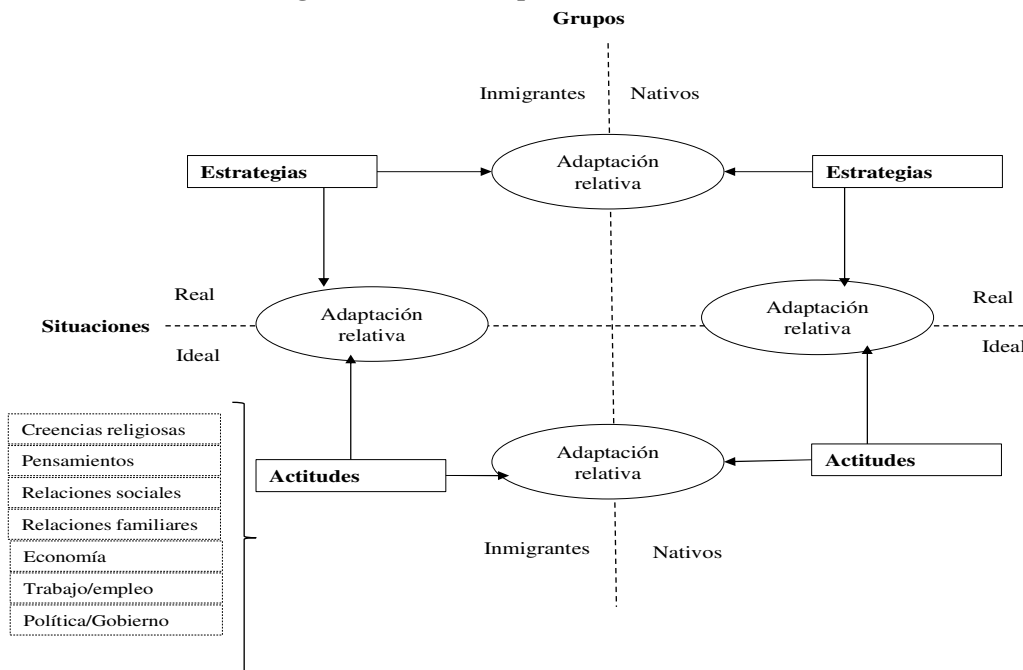 Grupos
Inmigrantes Nativos
Estrategias
Adaptación
relativa
Estrategias
Real
Situaciones
Ideal
Adaptación
relativa
Adaptación
relativa
Real
Ideal
Creencias religiosas
Pensamientos
Relaciones sociales
Relaciones familiares
Economía
Trabajo/empleo
Política/Gobierno
Actitudes
Adaptación
relativa
Actitudes
Inmigrantes Nativos